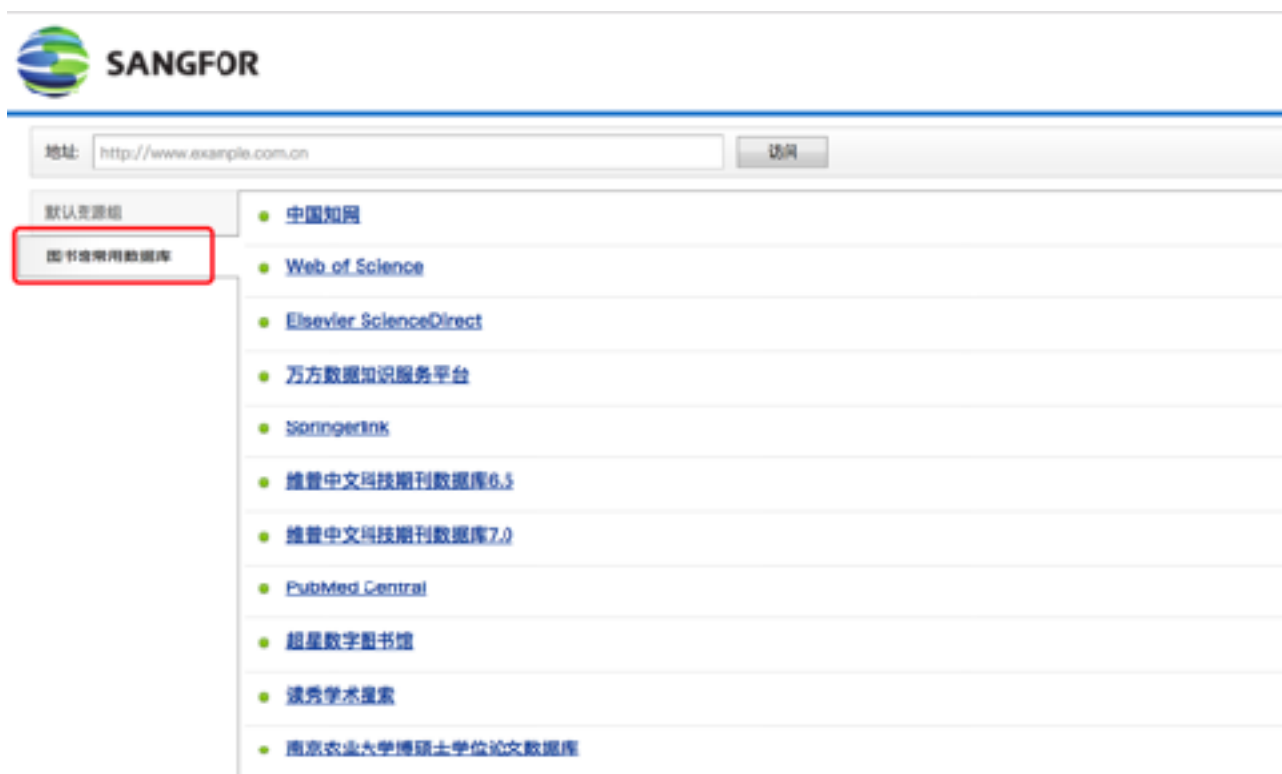 SANGFOR
地址: http://www.example.com.cn 访问
默认资源组
图书馆常用数据库
中国知网
Web of Science
Elsevier ScienceDirect
万方数据知识服务平台
Springerlink
维普中文科技期刊数据库6.5
维普中文科技期刊数据库7.0
PubMed Central
超星数字图书馆
读秀学术搜索
南京农业大学博硕士学位论文数据库